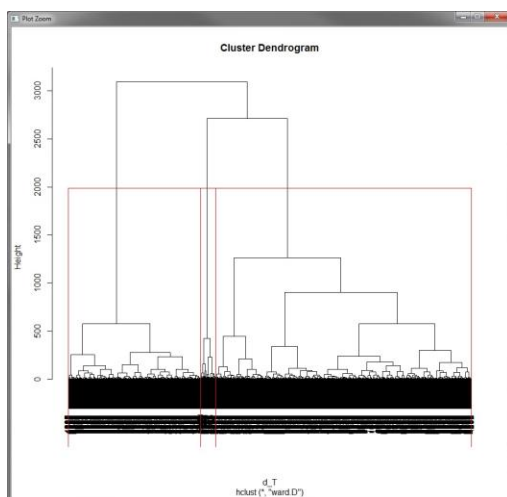 Plot Zoom
Cluster Dendrogram
Height
3000
2500
2000
1500
1000
500
0
d_T
hclust (*, "ward.D")